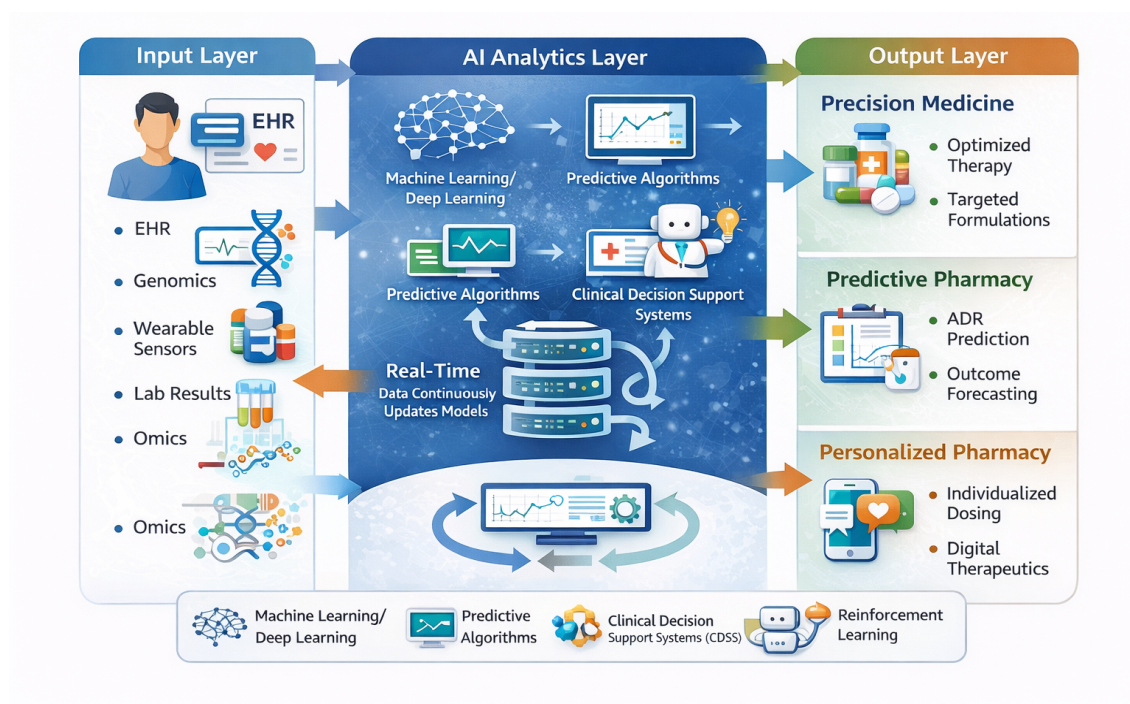 Input Layer
EHR
EHR
Genomics
Wearable
Sensors
Lab Results
Omics
Omics
AI Analytics Layer
Machine Learning/
Deep Learning
Predictive Algorithms
Predictive Algorithms
Clinical Decision Support
Systems
Real-Time
Data Continuously
Updates Models
Output Layer
Precision Medicine
Optimized
Therapy
Targeted
Formulations
Predictive Pharmacy
ADR
Prediction
Outcome
Forecasting
Personalized Pharmacy
Individualized
Dosing
Digital
Therapeutics
Machine Learning/
Deep Learning
Predictive
Algorithms
Clinical Decision
Support Systems (CDSS)
Reinforcement
Learning